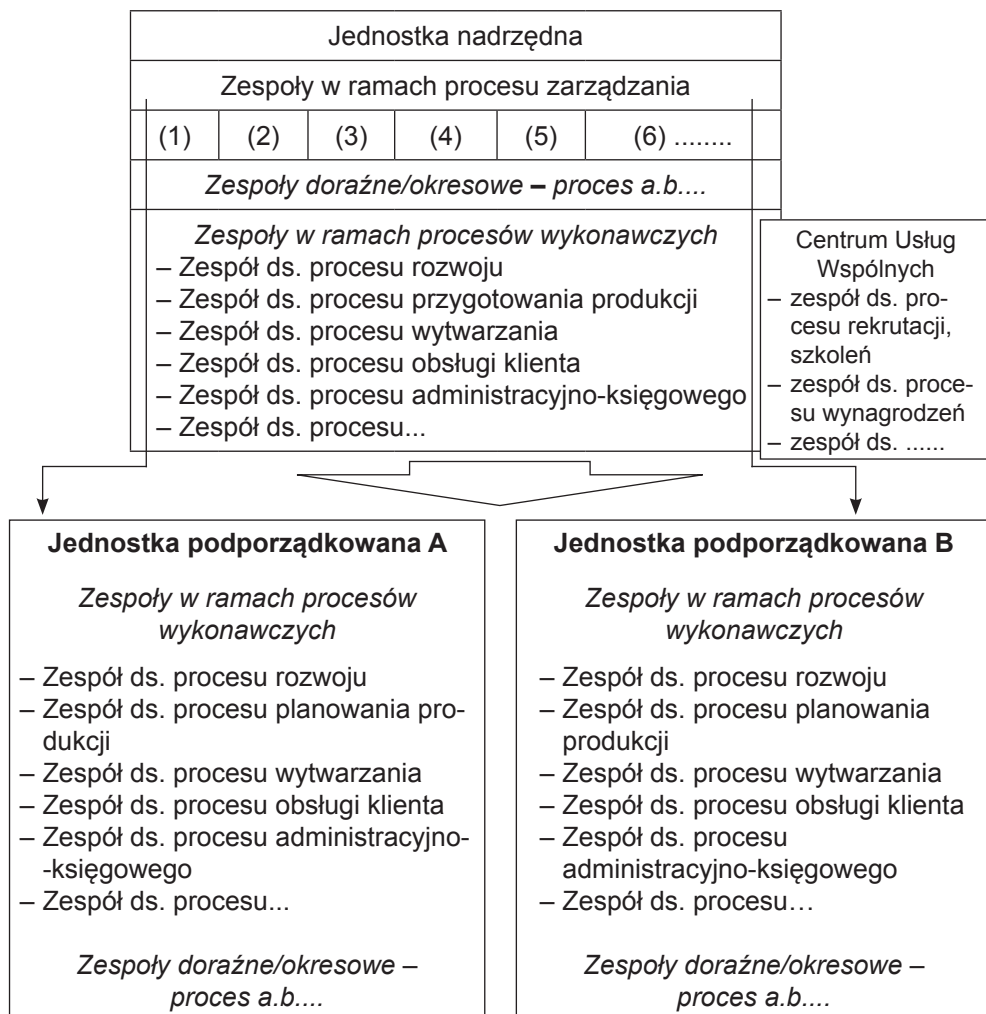 Jednostka nadrzędna
Zespoły w ramach procesu zarządzania
(1) (2) (3) (4) (5) (6) ........
Zespoły doraźne/okresowe – proces a.b....
Zespoły w ramach procesów wykonawczych
– Zespół ds. procesu rozwoju
– Zespół ds. procesu przygotowania produkcji
– Zespół ds. procesu wytwarzania
– Zespół ds. procesu obsługi klienta
– Zespół ds. procesu administracyjno-księgowego
– Zespół ds. procesu...
Centrum Usług
Wspólnych
– zespół ds. pro-
cesu rekrutacji,
szkoleń
– zespół ds. proce-
su wynagrodzeń
– zespół ds. ......
Jednostka podporządkowana A
Zespoły w ramach procesów
wykonawczych
– Zespół ds. procesu rozwoju
– Zespół ds. procesu planowania pro-
dukcji
– Zespół ds. procesu wytwarzania
– Zespół ds. procesu obsługi klienta
– Zespół ds. procesu administracyjno-
-księgowego
– Zespół ds. procesu...
Zespoły doraźne/okresowe –
proces a.b....
Jednostka podporządkowana B
Zespoły w ramach procesów
wykonawczych
– Zespół ds. procesu rozwoju
– Zespół ds. procesu planowania
produkcji
– Zespół ds. procesu wytwarzania
– Zespół ds. procesu obsługi klienta
– Zespół ds. procesu
administracyjno-księgowego
– Zespół ds. procesu…
Zespoły doraźne/okresowe –
proces a.b....